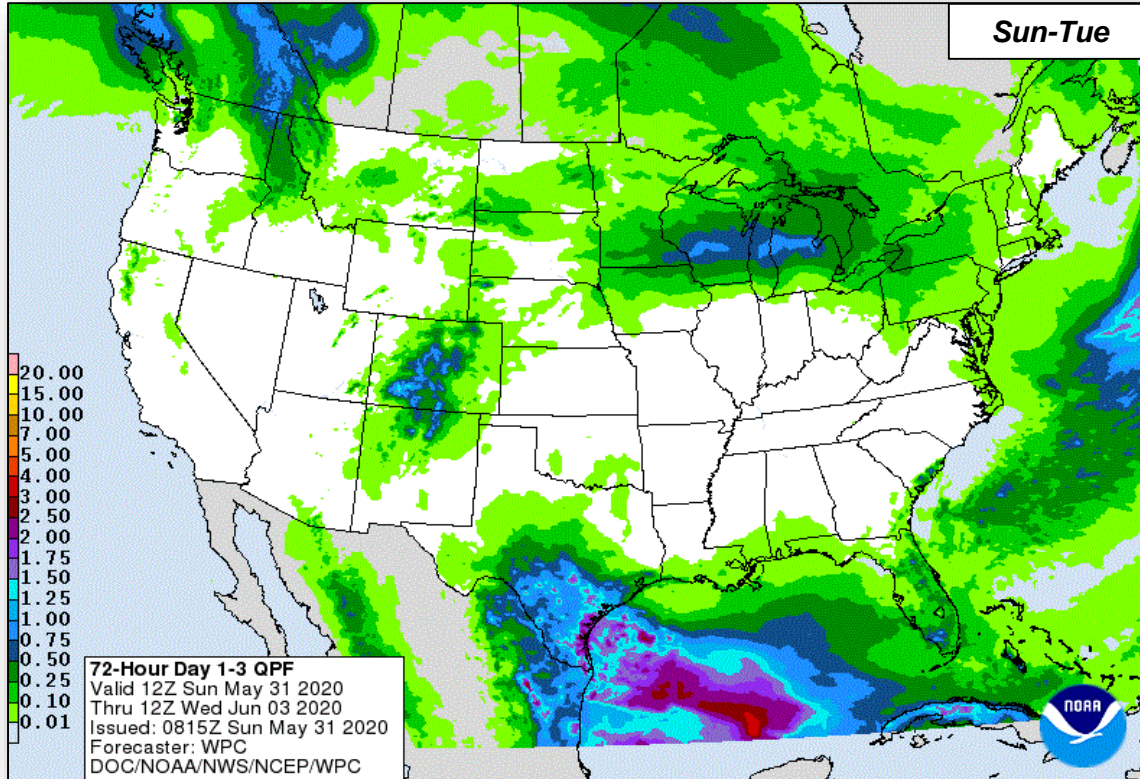 Sun-Tue
20.00
15.00
10.00
7.00
5.00
4.00
3.00
2.50
2.00
1.75
1.50
1.25
1.00
0.75
0.50
0.25
0.10
0.01
72-Hour Day 1-3 QPF
Valid 12Z Sun May 31 2020
Thru 12Z Wed Jun 03 2020
Issued: 0815Z Sun May 31 2020
Forecaster: WPC
DOC/NOAA/NWS/NCEP/WPC
NOAA